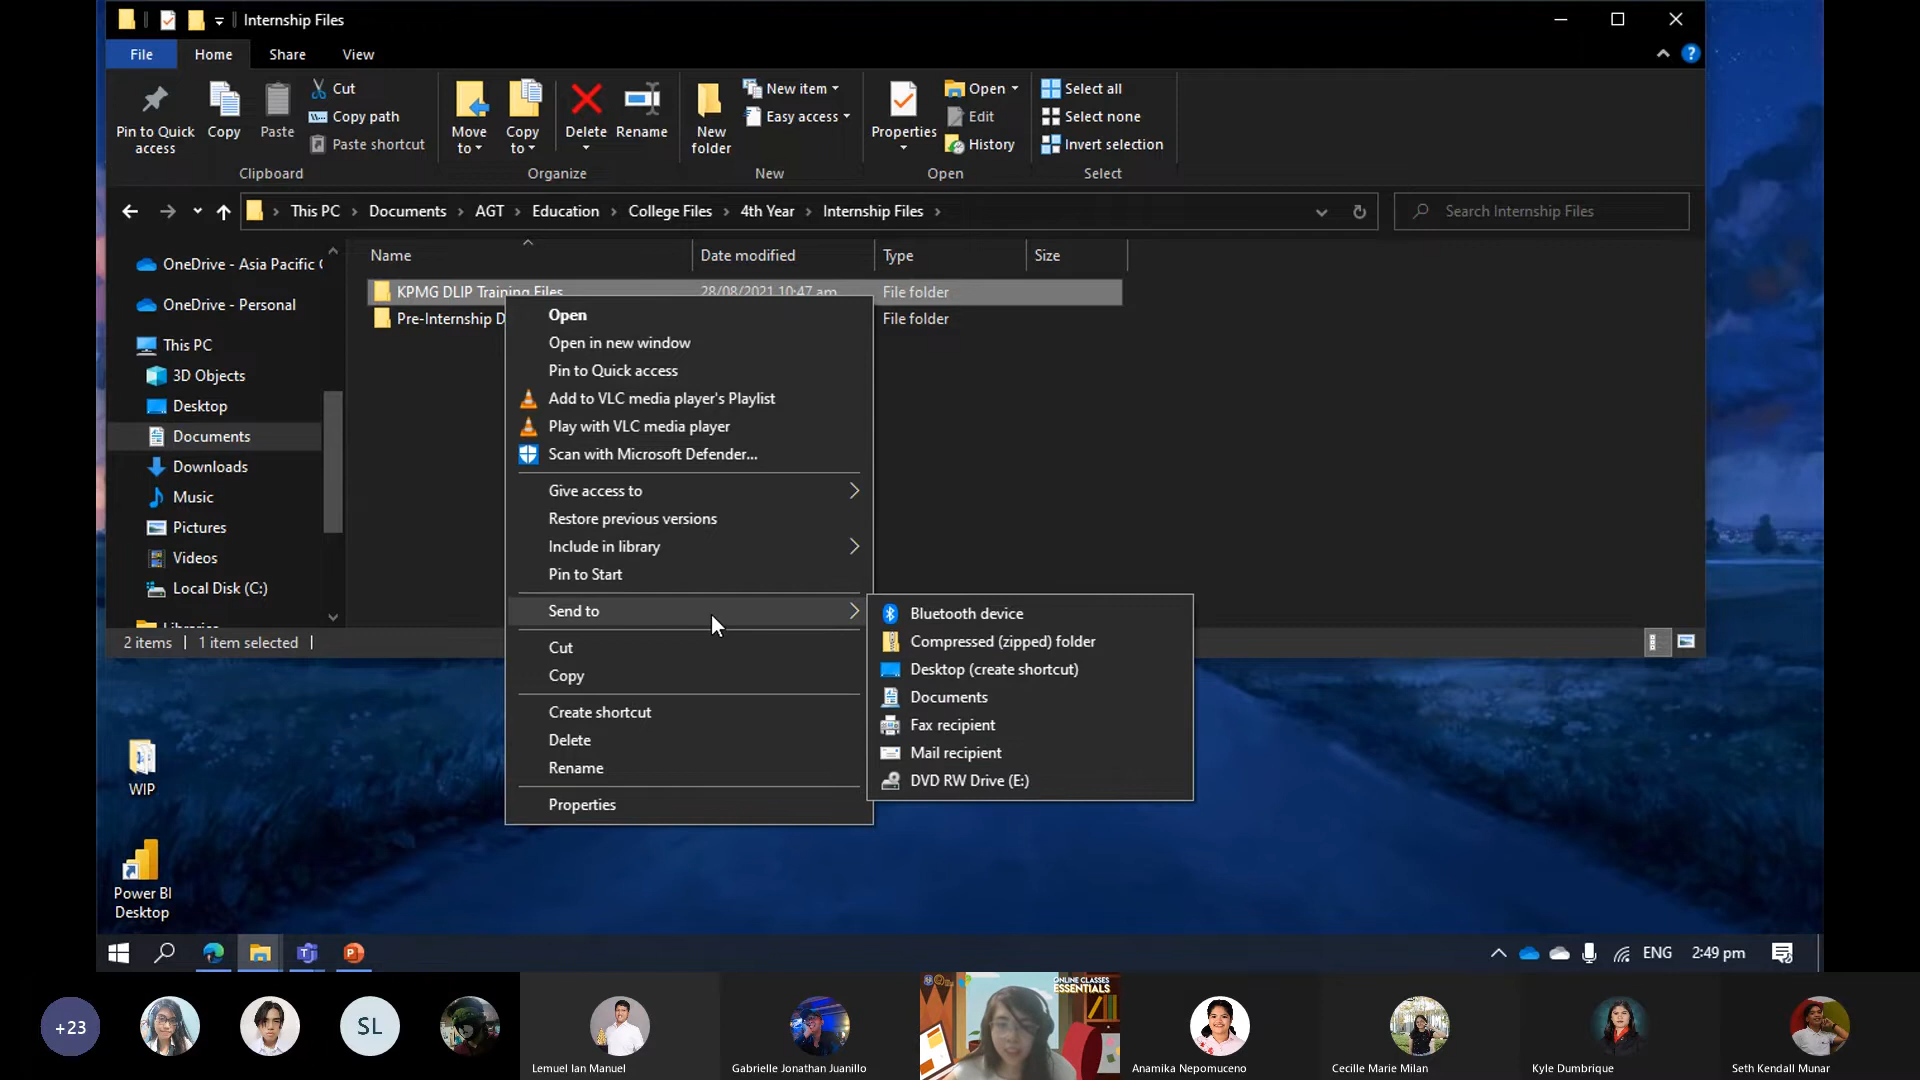 Internship Files
File
Home
Share
View
Pin to Quick
access
Copy
Paste
Cut
Copy path
Paste shortcut
Clipboard
Move
to
Copy
to
Delete
Rename
Organize
New
folder
New item
Easy access
New
Properties
Open
Edit
History
Open
Select all
Select none
Invert selection
Select
This PC
Documents
AGT
Education
College Files
4th Year
Internship Files
Search Internship Files
Name
Date modified
Type
Size
OneDrive - Asia Pacific
OneDrive - Personal
This PC
3D Objects
Desktop
Documents
Downloads
Music
Pictures
Videos
Local Disk (C:)
Libraries
KPMG DLIP Training Files
28/08/2021 10:47 am
File folder
Pre-Internship D
File folder
2 items
1 item selected
Open
Open in new window
Pin to Quick access
Add to VLC media player's Playlist
Play with VLC media player
Scan with Microsoft Defender...
Give access to
Restore previous versions
Include in library
Pin to Start
Send to
Cut
Copy
Create shortcut
Delete
Rename
Properties
Bluetooth device
Compressed (zipped) folder
Desktop (create shortcut)
Documents
Fax recipient
Mail recipient
DVD RW Drive (E:)
WIP
Power BI
Desktop
ENG
2:49 pm
+23
SL
ONLINE CLASSES
ESSENTIALS
Lemuel Ian Manuel
Gabrielle Jonathan Juanillo
Anamika Nepomuceno
Cecille Marie Milan
Kyle Dumbrique
Seth Kendall Munar